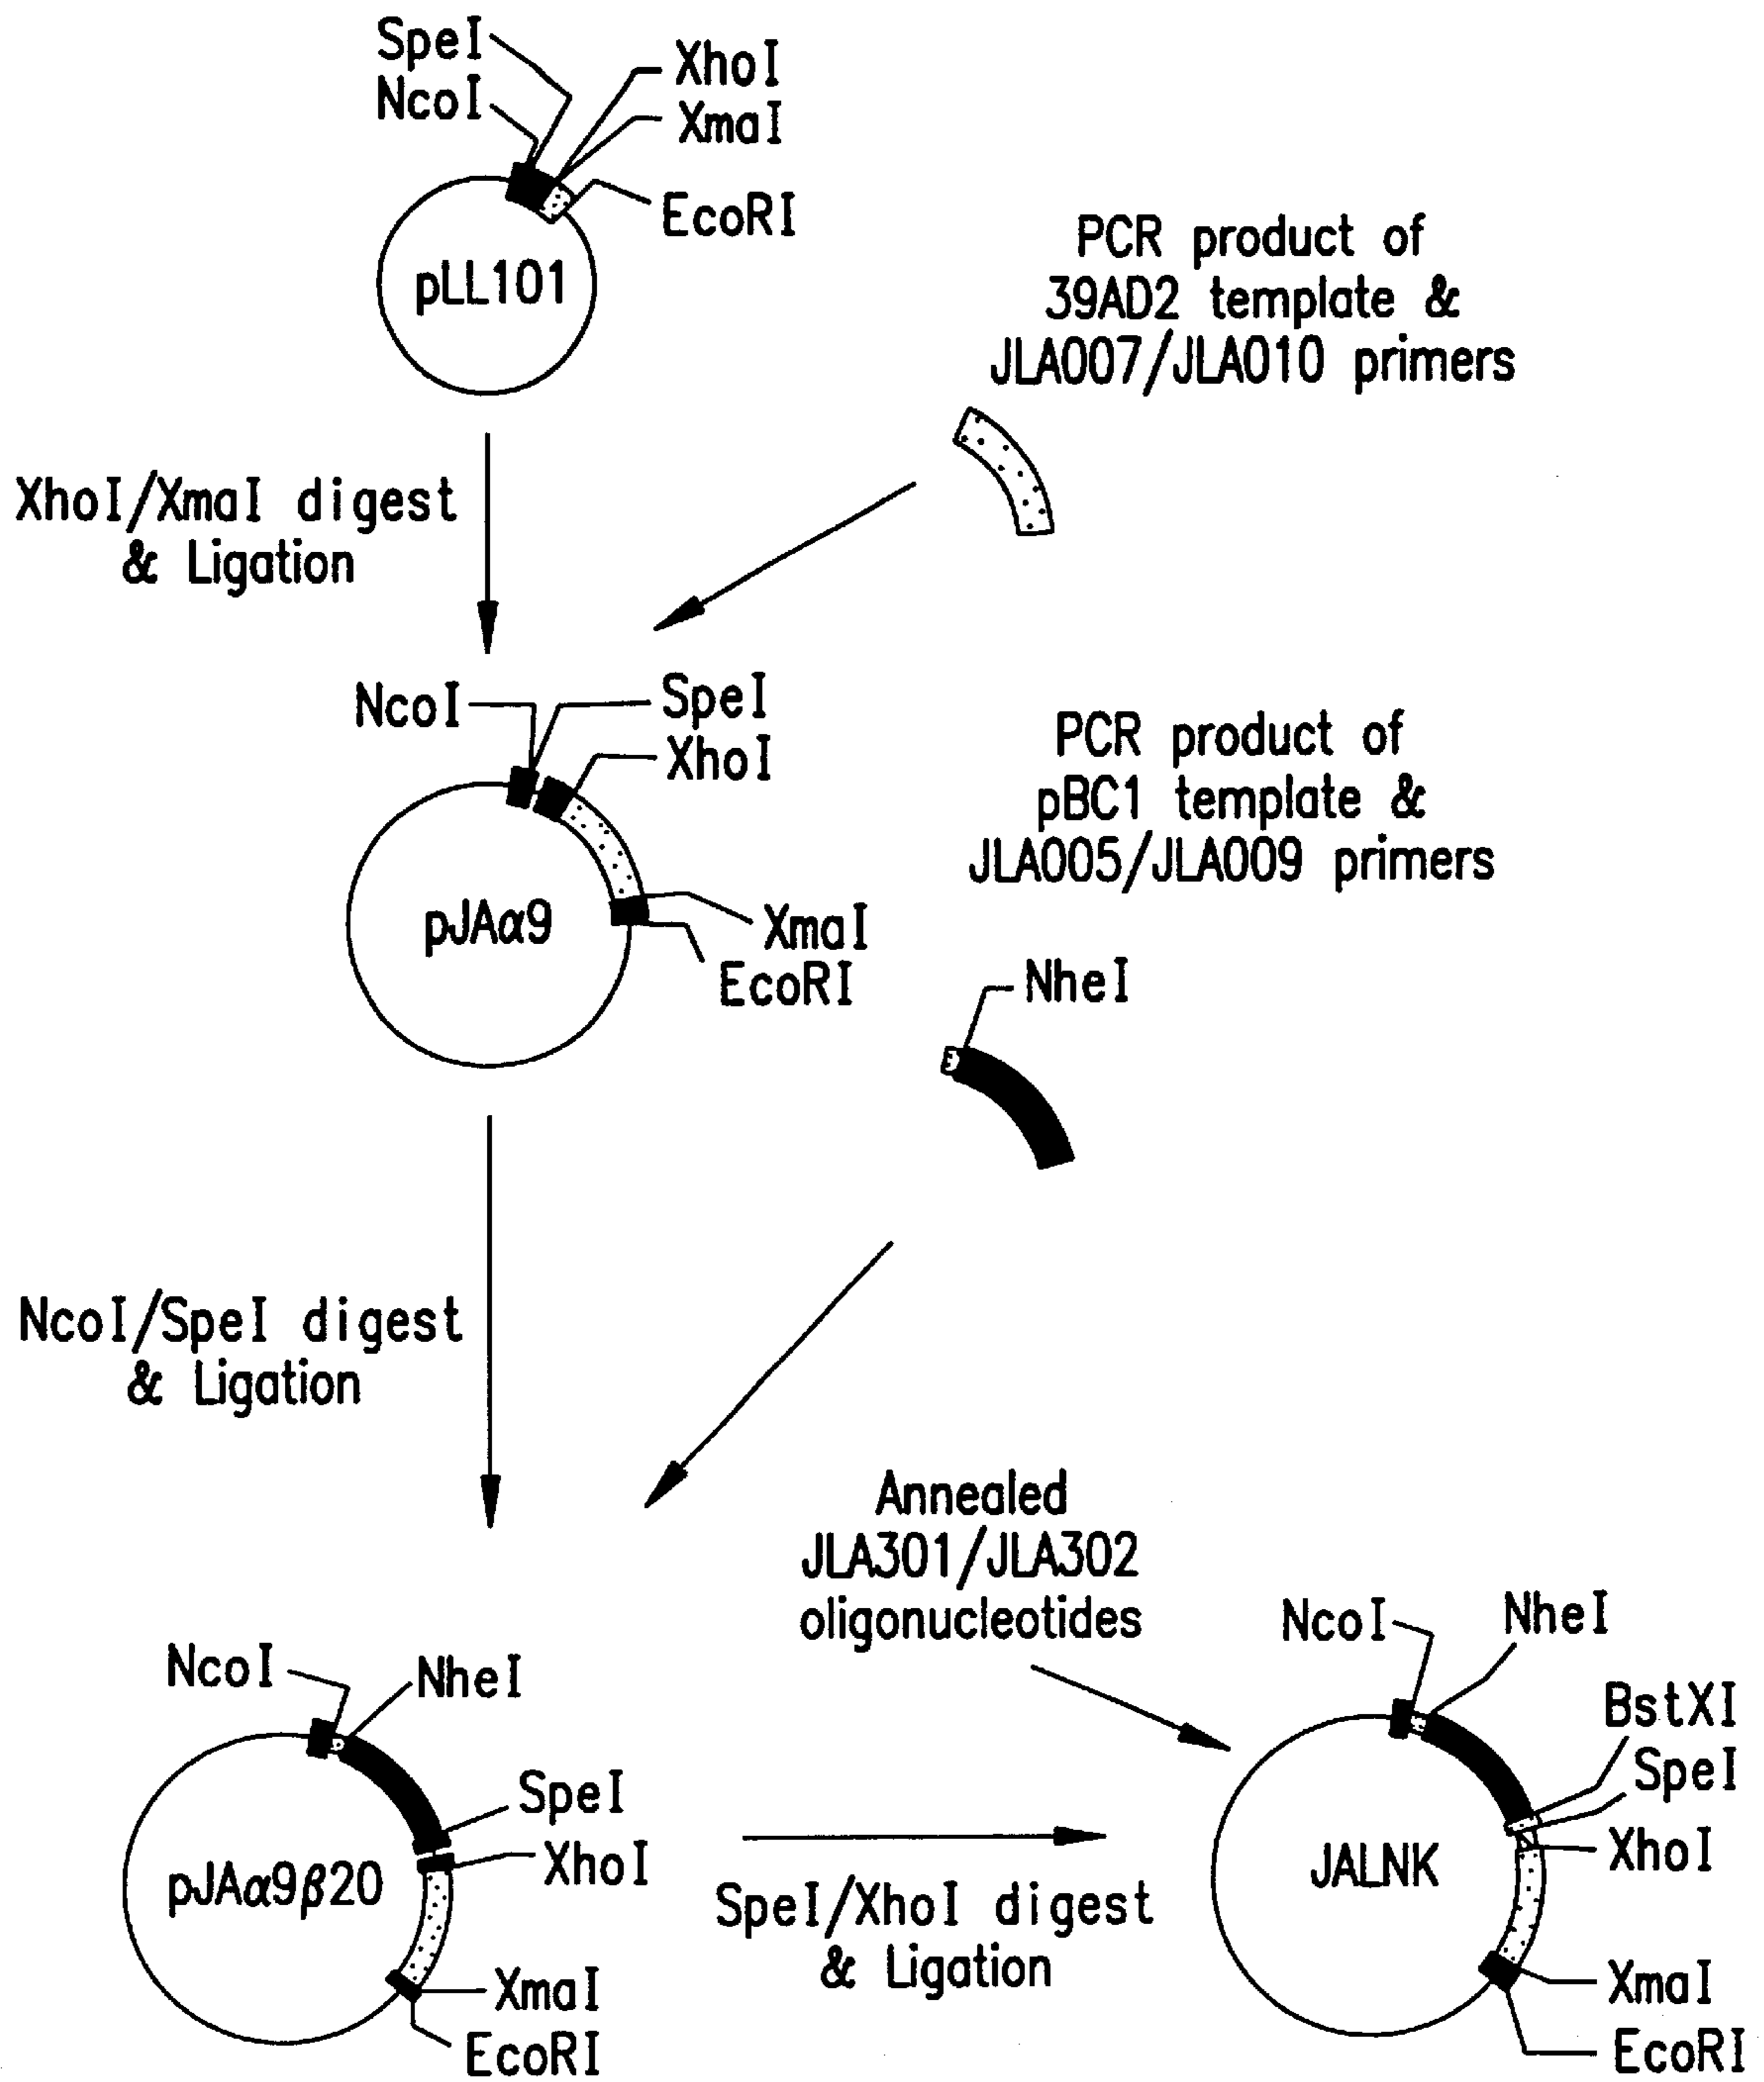 SpeI
NcoI
XhoI
XmaI
EcoRI
pLL101
PCR product of
39AD2 template &
JLA007/JLA010 primers
XhoI/XmaI digest
& Ligation
NcoI
SpeI
XhoI
pJAα9
XmaI
EcoRI
PCR product of
pBC1 template &
JLA005/JLA009 primers
NheI
NcoI/SpeI digest
& Ligation
Annealed
JLA301/JLA302
oligonucleotides
NcoI
NheI
SpeI
XhoI
pJAα9β20
XmaI
EcoRI
SpeI/XhoI digest
& Ligation
NcoI
NheI
BstXI
SpeI
XhoI
JALNK
XmaI
EcoRI